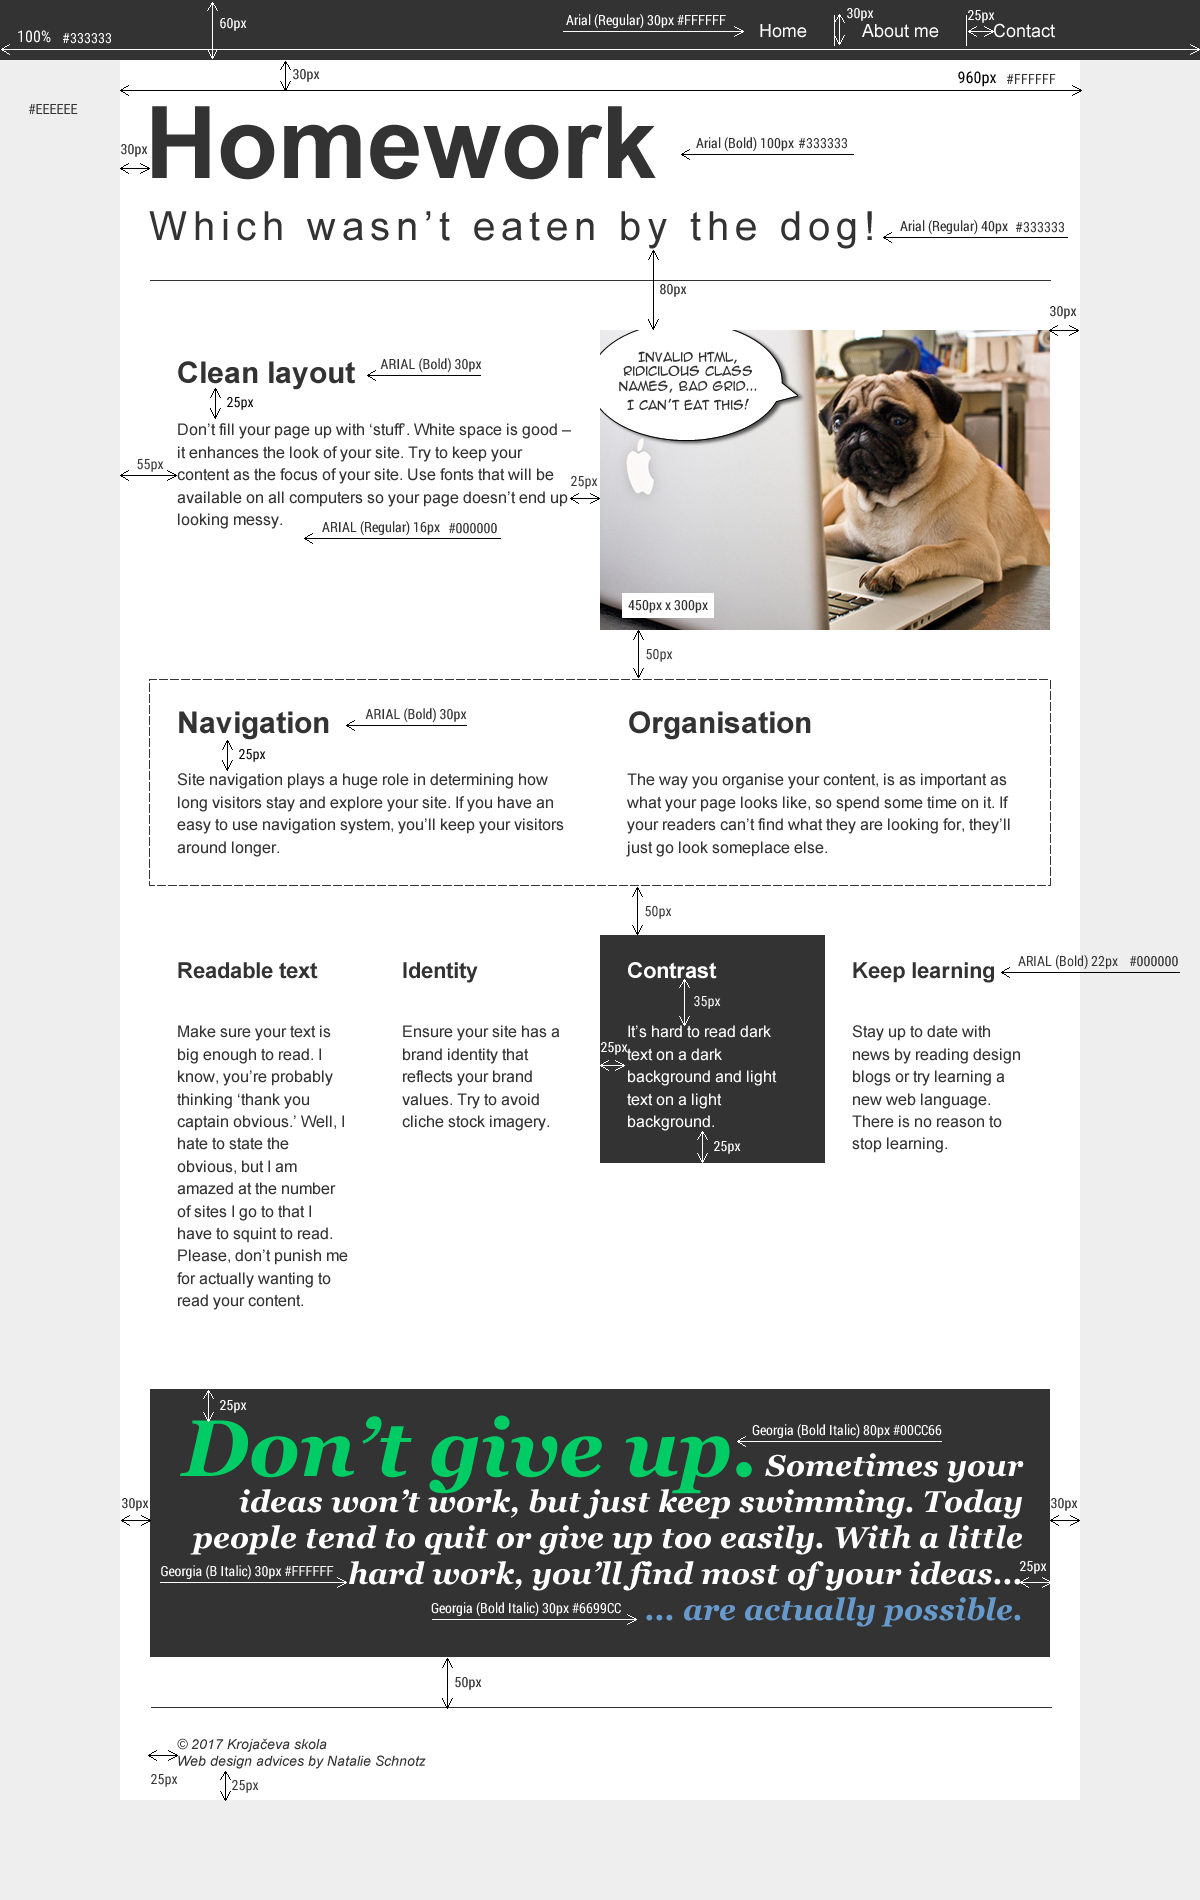 100% #333333
60px
Arial (Regular) 30px #FFFFFF
Home
30px
About me
25px
Contact
30px
960px #FFFFFF
#EEEEEE
30px
Homework
Arial (Bold) 100px #333333
Which wasn’t eaten by the dog!
Arial (Regular) 40px #333333
80px
30px
Clean layout
ARIAL (Bold) 30px
25px
Don’t fill your page up with ‘stuff’. White space is good –
it enhances the look of your site. Try to keep your
content as the focus of your site. Use fonts that will be
available on all computers so your page doesn’t end up
looking messy.
55px
25px
ARIAL (Regular) 16px #000000
INVALID HTML,
RIDICILOUS CLASS
NAMES, BAD GRID...
I CAN'T EAT THIS!
450px x 300px
50px
Navigation
ARIAL (Bold) 30px
25px
Site navigation plays a huge role in determining how
long visitors stay and explore your site. If you have an
easy to use navigation system, you’ll keep your visitors
around longer.
Organisation
The way you organise your content, is as important as
what your page looks like, so spend some time on it. If
your readers can’t find what they are looking for, they’ll
just go look someplace else.
50px
Readable text
Make sure your text is
big enough to read. I
know, you’re probably
thinking ‘thank you
captain obvious.’ Well, I
hate to state the
obvious, but I am
amazed at the number
of sites I go to that I
have to squint to read.
Please, don’t punish me
for actually wanting to
read your content.
Identity
Ensure your site has a
brand identity that
reflects your brand
values. Try to avoid
cliche stock imagery.
Contrast
35px
It’s hard to read dark
text on a dark
background and light
text on a light
background.
25px
25px
Keep learning
ARIAL (Bold) 22px #000000
Stay up to date with
news by reading design
blogs or try learning a
new web language.
There is no reason to
stop learning.
25px
Don’t give up. Sometimes your
Georgia (Bold Italic) 80px #00CC66
ideas won’t work, but just keep swimming. Today
people tend to quit or give up too easily. With a little
hard work, you’ll find most of your ideas...
... are actually possible.
30px
30px
25px
Georgia (B Italic) 30px #FFFFFF
Georgia (Bold Italic) 30px #6699CC
50px
© 2017 Krojačeva skola
Web design advices by Natalie Schnotz
25px
25px